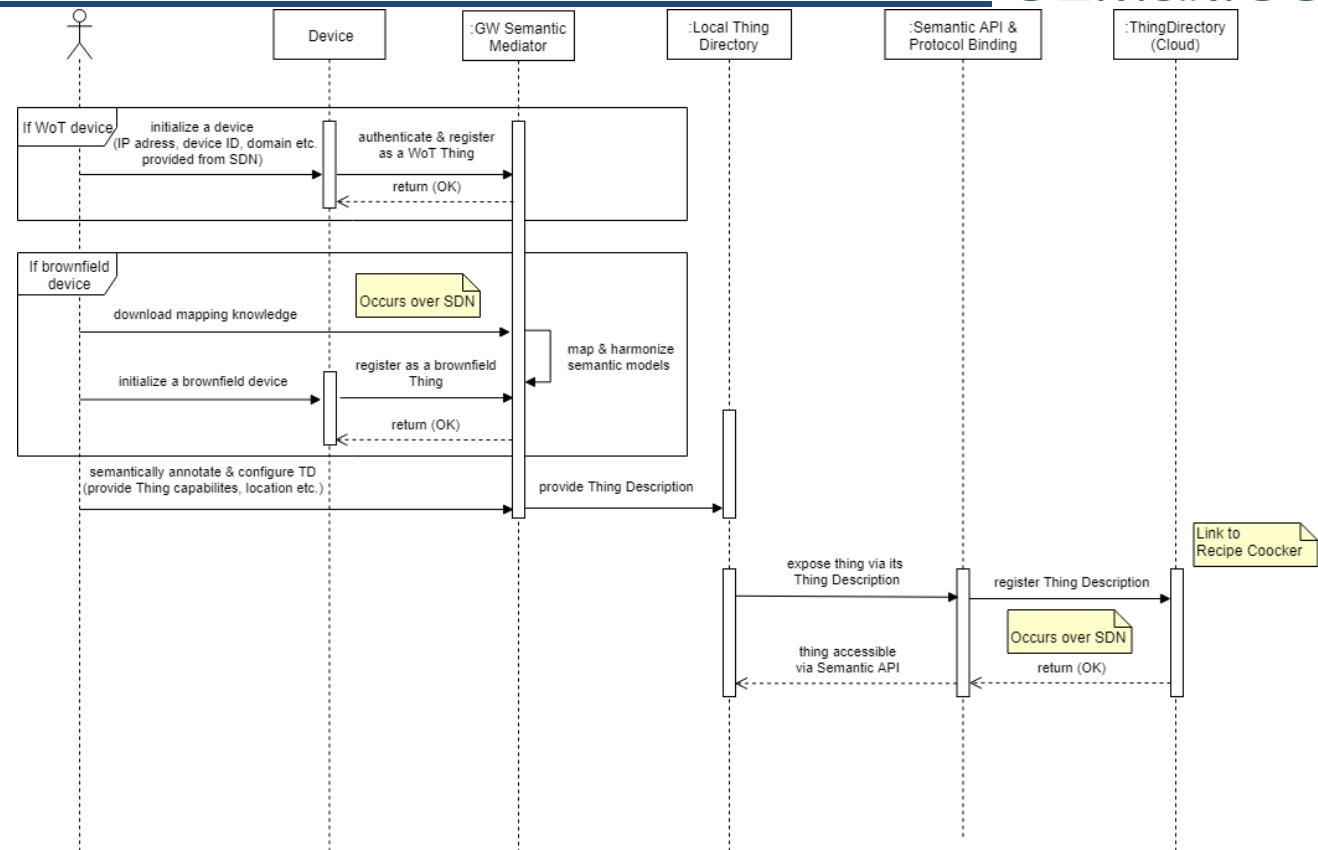 Device
:GW Semantic
Mediator
:Local Thing
Directory
:Semantic API &
Protocol Binding
:ThingDirectory
(Cloud)
If WoT device
initialize a device
(IP adress, device ID, domain etc.
provided from SDN)
authenticate & register
as a WoT Thing
return (OK)
If brownfield
device
Occurs over SDN
download mapping knowledge
map & harmonize
semantic models
register as a brownfield
Thing
initialize a brownfield device
return (OK)
semantically annotate & configure TD
(provide Thing capabilites, location etc.)
provide Thing Description
Link to
Recipe Coocker
expose thing via its
Thing Description
register Thing Description
Occurs over SDN
thing accessible
via Semantic API
return (OK)